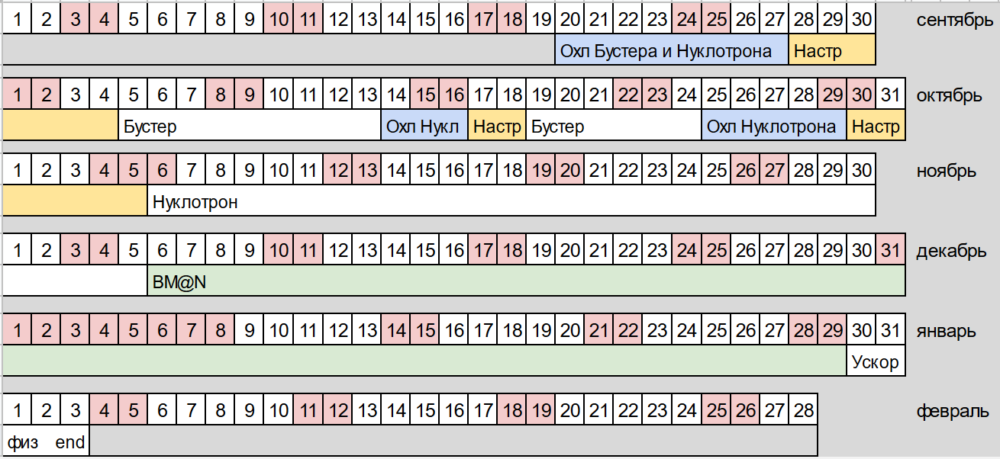 1 2 3 4 5 6 7 8 9 10 11 12 13 14 15 16 17 18 19 20 21 22 23 24 25 26 27 28 29 30 сентябрь
Охл Бустера и Нуклотрона Настр
1 2 3 4 5 6 7 8 9 10 11 12 13 14 15 16 17 18 19 20 21 22 23 24 25 26 27 28 29 30 31 октябрь
Бустер Охл Нукл Настр Бустер Охл Нуклотрона Настр
1 2 3 4 5 6 7 8 9 10 11 12 13 14 15 16 17 18 19 20 21 22 23 24 25 26 27 28 29 30 ноябрь
Нуклотрон
1 2 3 4 5 6 7 8 9 10 11 12 13 14 15 16 17 18 19 20 21 22 23 24 25 26 27 28 29 30 31 декабрь
BM@N
1 2 3 4 5 6 7 8 9 10 11 12 13 14 15 16 17 18 19 20 21 22 23 24 25 26 27 28 29 30 31 январь
Ускор
1 2 3 4 5 6 7 8 9 10 11 12 13 14 15 16 17 18 19 20 21 22 23 24 25 26 27 28 февраль
физ end